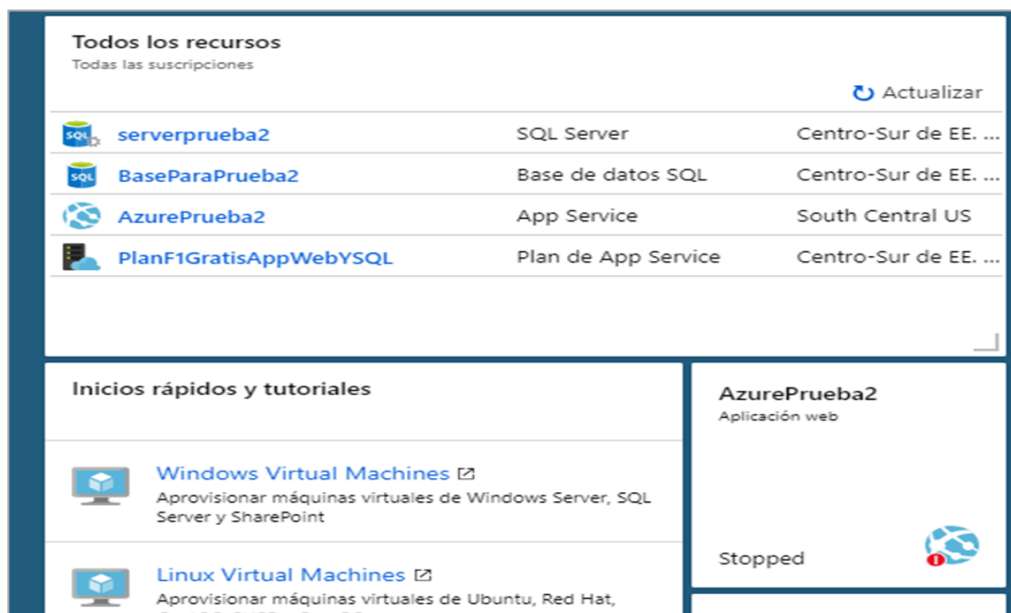 Todos los recursos
Todas las suscripciones
Actualizar
SQL serverprueba2 SQL Server Centro-Sur de EE. ...
SQL BaseParaPrueba2 Base de datos SQL Centro-Sur de EE. ...
AzurePrueba2 App Service South Central US
PlanF1GratisAppWebYSQL Plan de App Service Centro-Sur de EE. ...
Inicios rápidos y tutoriales
Windows Virtual Machines
Aprovisionar máquinas virtuales de Windows Server, SQL
Server y SharePoint
Linux Virtual Machines
Aprovisionar máquinas virtuales de Ubuntu, Red Hat,
AzurePrueba2
Aplicación web
Stopped